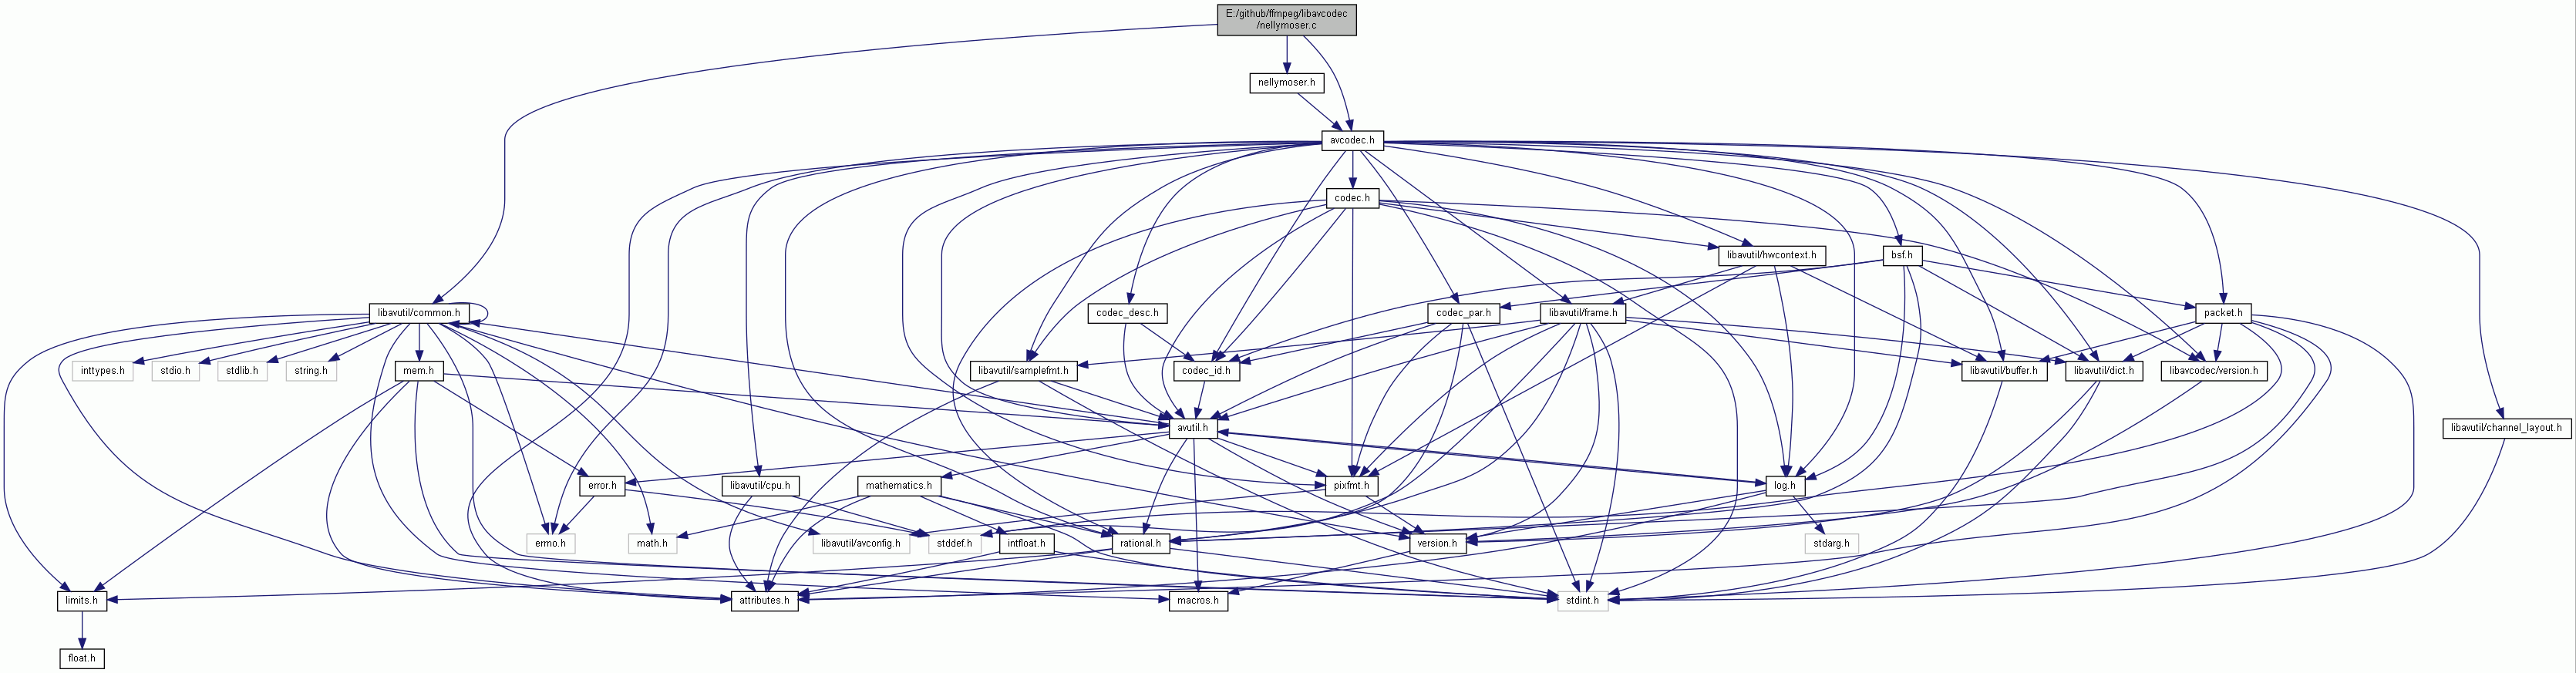 E:/github/ffmpeg/libavcodec
/nellymoser.c
nellymoser.h
avcodec.h
codec.h
libavutil/hwcontext.h
bsf.h
libavutil/common.h
codec_desc.h
codec_par.h
libavutil/frame.h
packet.h
inttypes.h
stdio.h
stdlib.h
string.h
mem.h
libavutil/samplefmt.h
codec_id.h
libavutil/buffer.h
libavutil/dict.h
libavcodec/version.h
avutil.h
libavutil/channel_layout.h
error.h
libavutil/cpu.h
mathematics.h
pixfmt.h
log.h
errno.h
math.h
libavutil/avconfig.h
stddef.h
intfloat.h
rational.h
version.h
stdarg.h
limits.h
attributes.h
macros.h
stdint.h
float.h